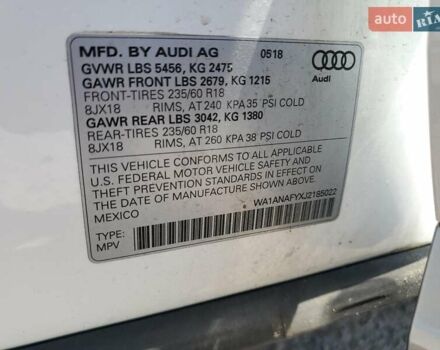 AUTO RIA
MFD. BY AUDI AG 0518
GVWR LBS 5456, KG 2475
GAWR FRONT LBS 2679, KG 1215
FRONT-TIRES 235/60 R18
8JX18 RIMS, AT 240 KPA 35 PSI COLD
GAWR REAR LBS 3042, KG 1380
REAR-TIRES 235/60 R18
8JX18 RIMS, AT 260 KPA 38 PSI COLD
Audi
THIS VEHICLE CONFORMS TO ALL APPLICABLE
U.S. FEDERAL MOTOR VEHICLE SAFETY AND
THEFT PREVENTION STANDARDS IN EFFECT ON THE
DATE OF MANUFACTURE SHOWN ABOVE.
MEXICO
WA1ANAFYXJ2185022
TYPE:
MPV